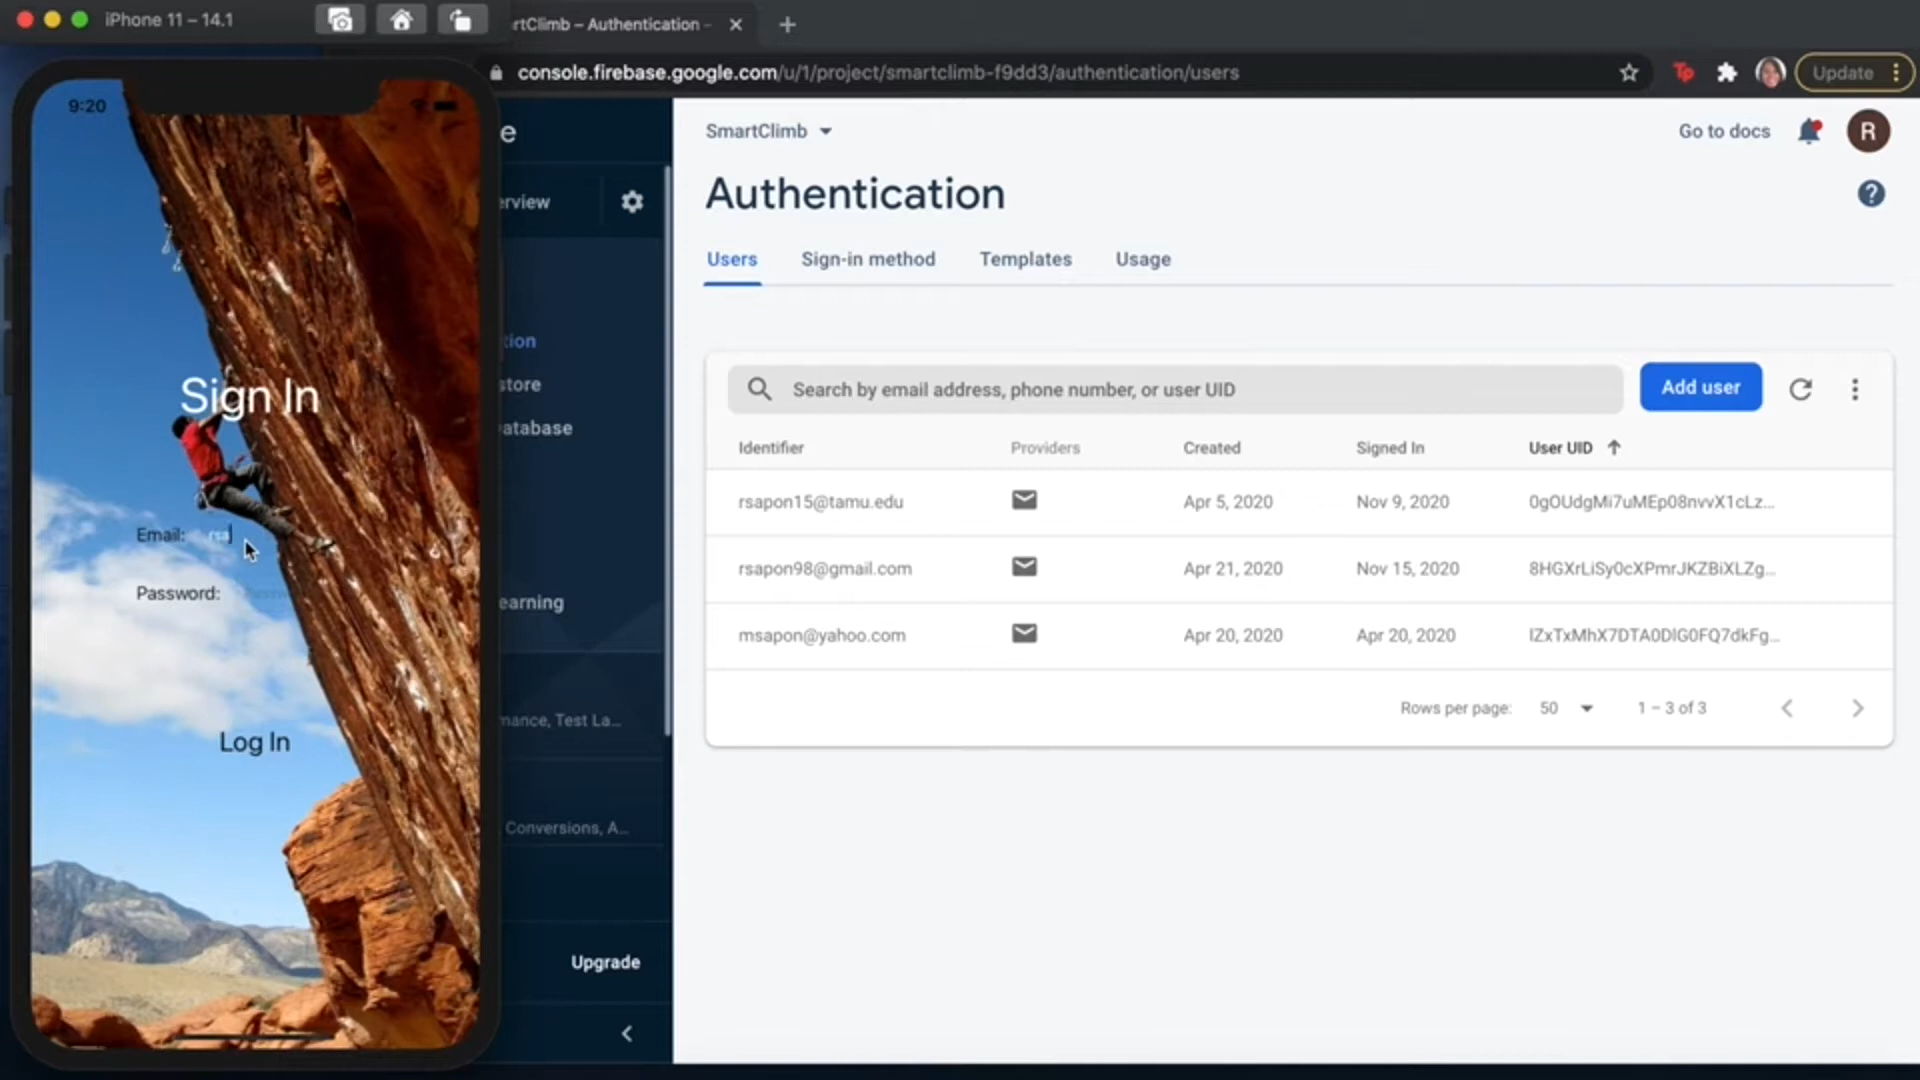 iPhone 11 – 14.1
rtClimb – Authentication –
console.firebase.google.com/u/1/project/smartclimb-f9dd3/authentication/users
Update
9:20
Sign In
Email: rsa
Password:
Log In
e
erview
tion
store
atabase
earning
mance, Test La...
Conversions, A...
Upgrade
SmartClimb
Go to docs
R
Authentication
Users Sign-in method Templates Usage
Search by email address, phone number, or user UID
Add user
Identifier Providers Created Signed In User UID
rsapon15@tamu.edu Apr 5, 2020 Nov 9, 2020 0gOUdgMi7uMEp08nvvX1cLz...
rsapon98@gmail.com Apr 21, 2020 Nov 15, 2020 8HGXrLiSy0cXPmrJKZBiXLZg...
msapon@yahoo.com Apr 20, 2020 Apr 20, 2020 lZxTxMhX7DTA0DlG0FQ7dkFg...
Rows per page: 50 1 – 3 of 3